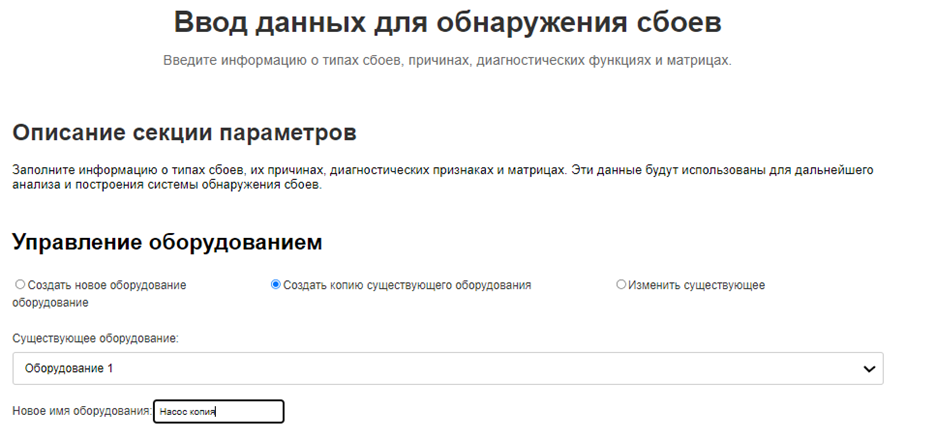 Ввод данных для обнаружения сбоев
Введите информацию о типах сбоев, причинах, диагностических функциях и матрицах.
Описание секции параметров
Заполните информацию о типах сбоев, их причинах, диагностических признаках и матрицах. Эти данные будут использованы для дальнейшего
анализа и построения системы обнаружения сбоев.
Управление оборудованием
Создать новое оборудование Создать копию существующего оборудования Изменить существующее
оборудование
Существующее оборудование:
Оборудование 1
Новое имя оборудования: Насос копия